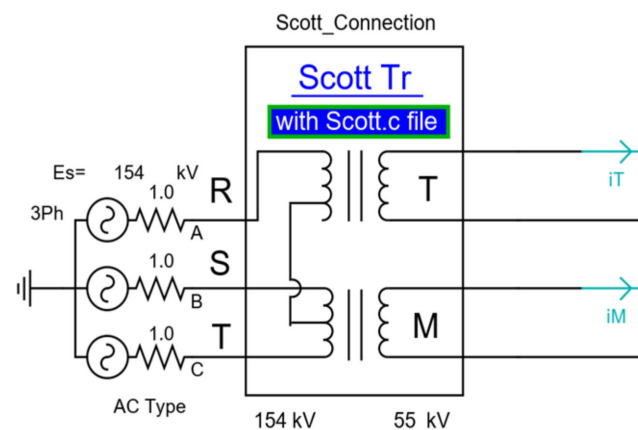 Scott_Connection
Scott Tr
with Scott.c file
Es= 154 kV
1.0
R
3Ph
A
T
iT
1.0
S
B
1.0
T
C
M
iM
AC Type
154 kV 55 kV